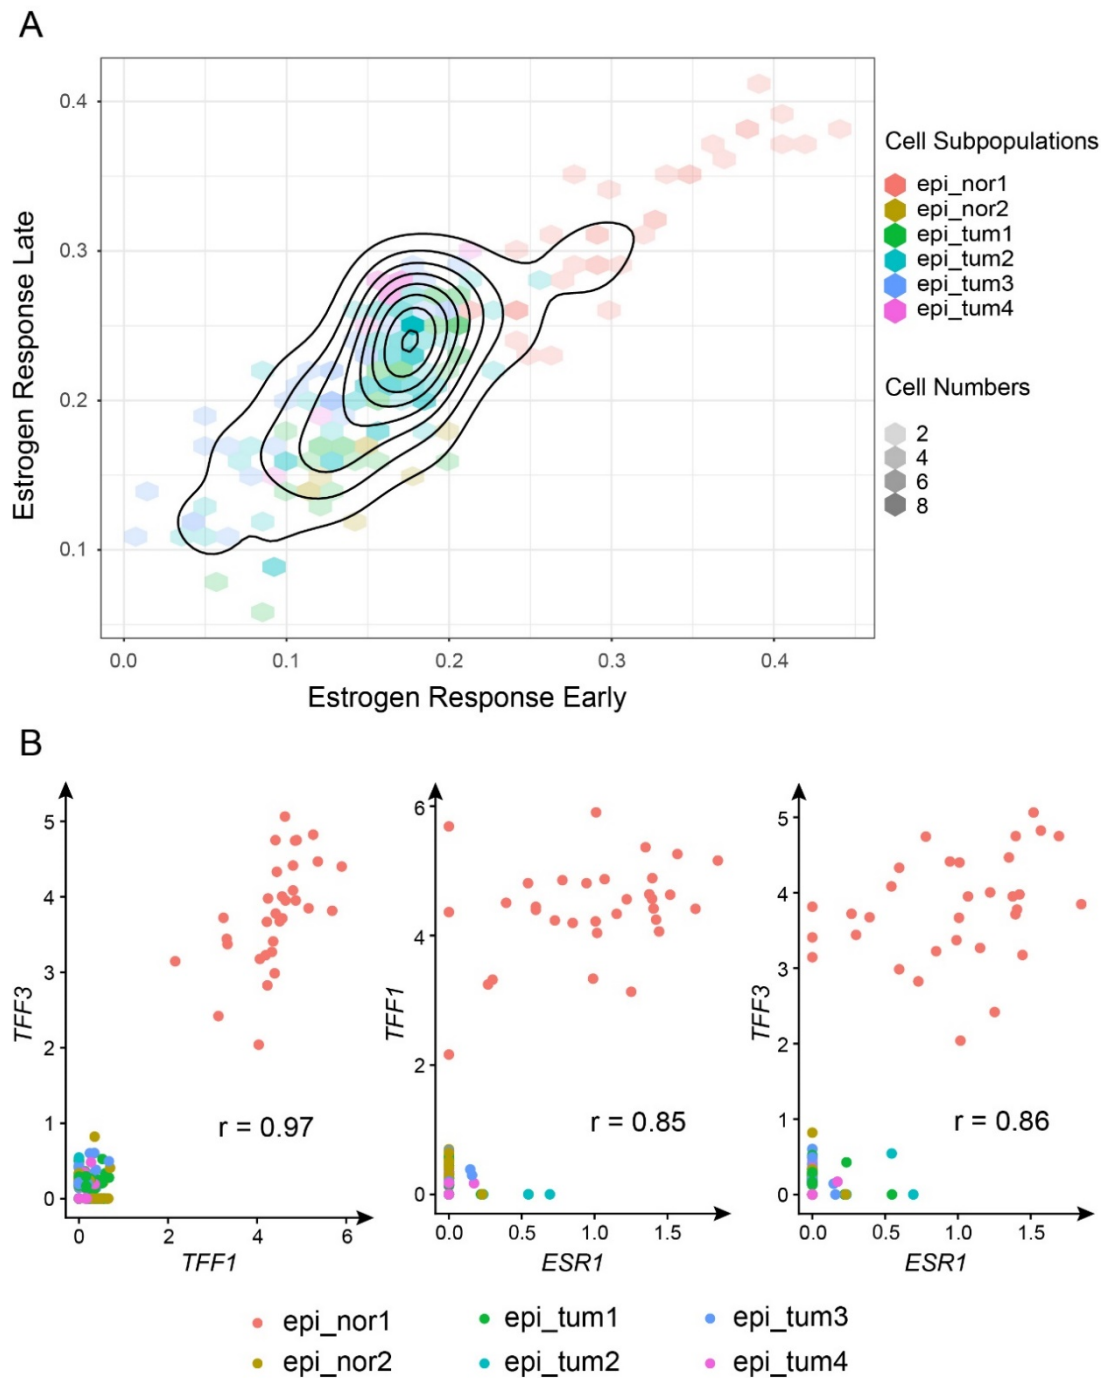 A
Estrogen Response Late
0.4
0.3
0.2
0.1
0.0 0.1 0.2 0.3 0.4
Estrogen Response Early
Cell Subpopulations
epi_nor1
epi_nor2
epi_tum1
epi_tum2
epi_tum3
epi_tum4
Cell Numbers
2
4
6
8
B
TFF3
5
4
3
2
1
0
r = 0.97
0 2 4 6
TFF1
TFF1
6
4
2
0
r = 0.85
0.0 0.5 1.0 1.5
ESR1
TFF3
5
4
3
2
1
0
r = 0.86
0.0 0.5 1.0 1.5
ESR1
epi_nor1 epi_tum1 epi_tum3
epi_nor2 epi_tum2 epi_tum4